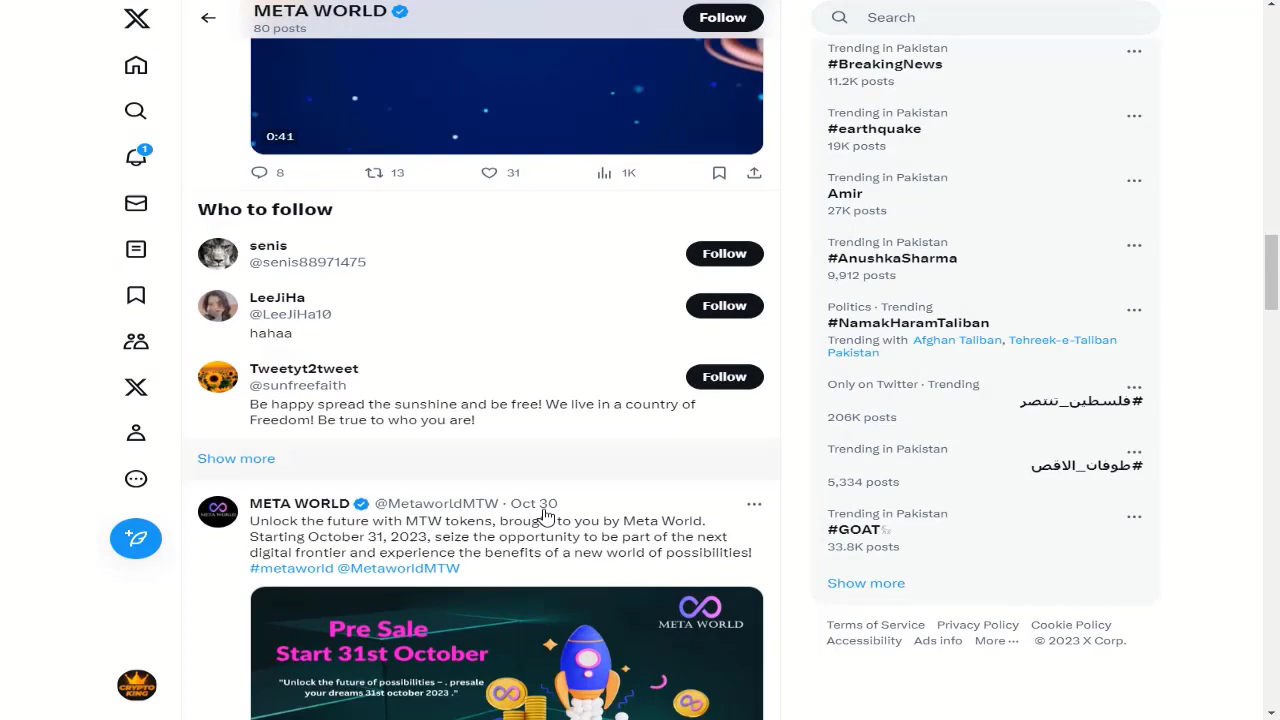 META WORLD
80 posts
Follow
0:41
8
13
31
1K
Who to follow
senis
@senis88971475
Follow
LeeJiHa
@LeeJiHa10
hahaa
Follow
Tweetyt2tweet
@sunfreefaith
Be happy spread the sunshine and be free! We live in a country of
Freedom! Be true to who you are!
Follow
Show more
META WORLD @MetaworldMTW · Oct 30
Unlock the future with MTW tokens, brought to you by Meta World.
Starting October 31, 2023, seize the opportunity to be part of the next
digital frontier and experience the benefits of a new world of possibilities!
#metaworld @MetaworldMTW
META WORLD
Pre Sale
Start 31st October
"Unlock the future of possibilities ~ . presale
your dreams 31st october 2023 ."
CRYPTO
KING
1
Search
Trending in Pakistan
#BreakingNews
11.2K posts
Trending in Pakistan
#earthquake
19K posts
Trending in Pakistan
Amir
27K posts
Trending in Pakistan
#AnushkaSharma
9,912 posts
Politics · Trending
#NamakHaramTaliban
Trending with Afghan Taliban, Tehreek-e-Taliban
Pakistan
Only on Twitter · Trending
#فلسطين_تنتصر
206K posts
Trending in Pakistan
#طوفان_الاقص
5,334 posts
Trending in Pakistan
#GOAT
33.8K posts
Show more
Terms of Service Privacy Policy Cookie Policy
Accessibility Ads info More ··· © 2023 X Corp.